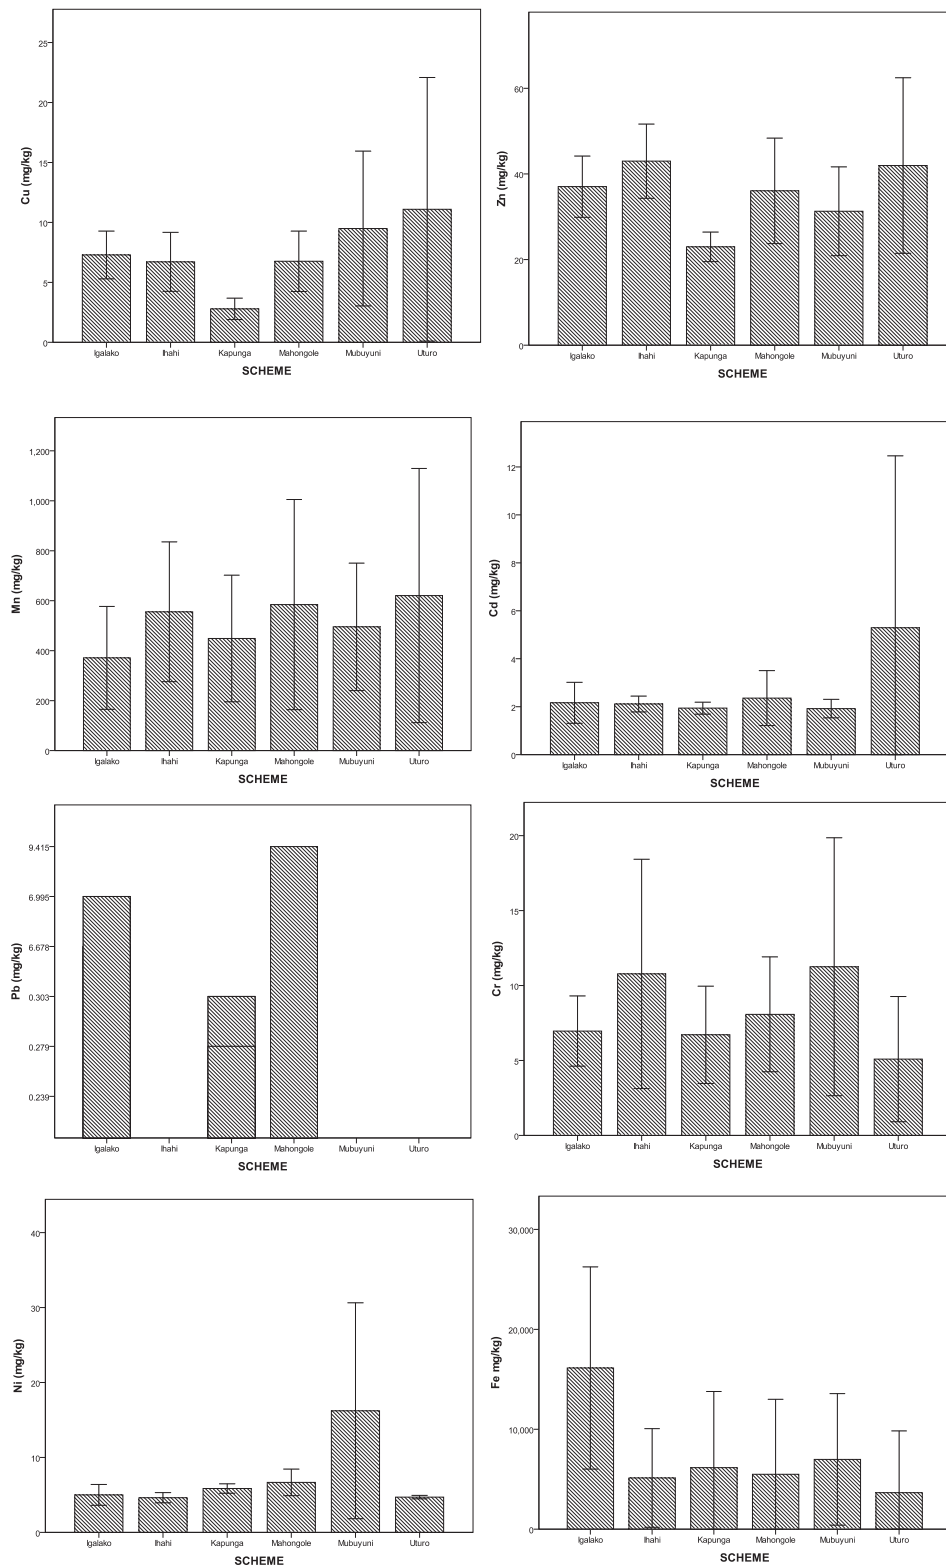 25
20
15
10
5
0
Cu (mg/kg)
Igalako Ihahi Kapunga Mahongole Mubuyuni Uturo
SCHEME
60
40
20
0
Zn (mg/kg)
Igalako Ihahi Kapunga Mahongole Mubuyuni Uturo
SCHEME
1,200
1,000
800
600
400
200
0
Mn (mg/kg)
Igalako Ihahi Kapunga Mahongole Mubuyuni Uturo
SCHEME
12
10
8
6
4
2
0
Cd (mg/kg)
Igalako Ihahi Kapunga Mahongole Mubuyuni Uturo
SCHEME
9.415
6.995
6.678
0.303
0.279
0.239
Pb (mg/kg)
Igalako Ihahi Kapunga Mahongole Mubuyuni Uturo
SCHEME
20
15
10
5
0
Cr (mg/kg)
Igalako Ihahi Kapunga Mahongole Mubuyuni Uturo
SCHEME
40
30
20
10
0
Ni (mg/kg)
Igalako Ihahi Kapunga Mahongole Mubuyuni Uturo
SCHEME
30,000
20,000
10,000
0
Fe mg/kg)
Igalako Ihahi Kapunga Mahongole Mubuyuni Uturo
SCHEME